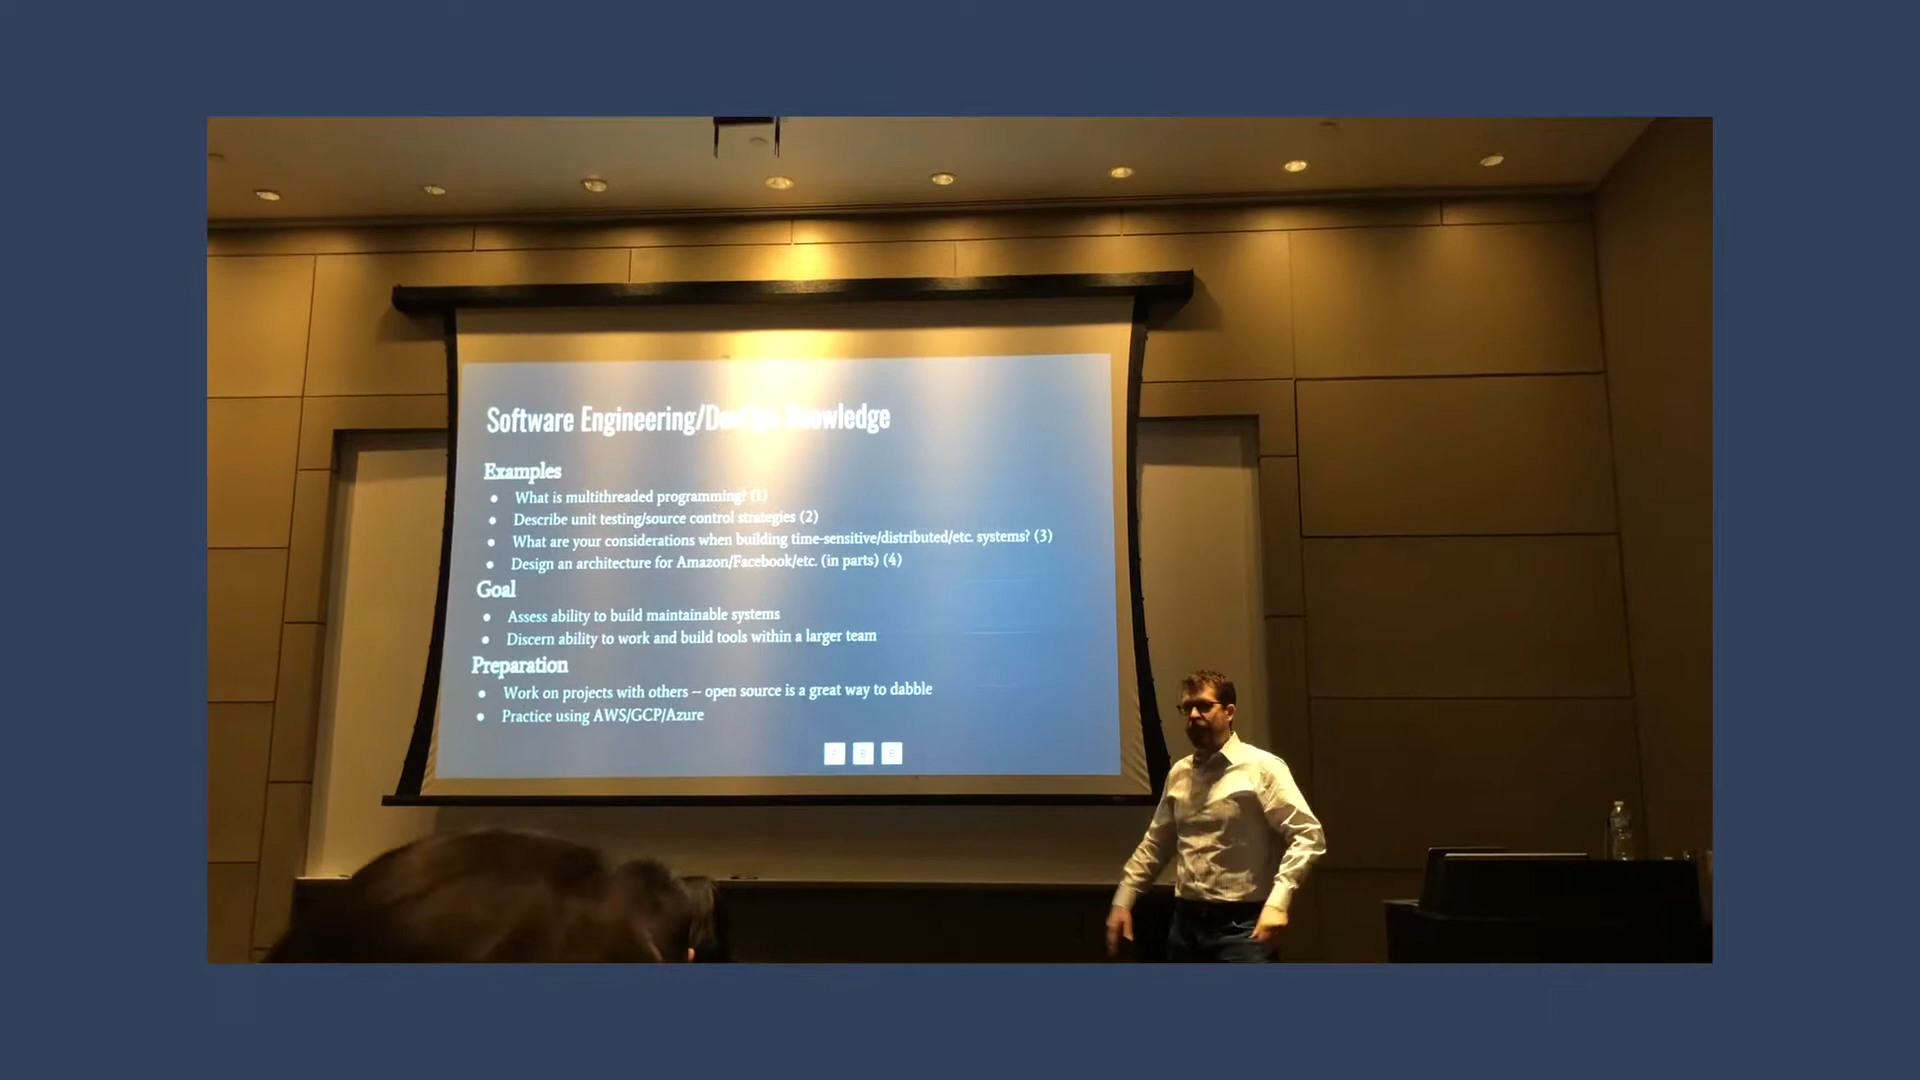 Software Engineering/DevOps Knowledge
Examples
• What is multithreaded programming? (1)
• Describe unit testing/source control strategies (2)
• What are your considerations when building time-sensitive/distributed/etc. systems? (3)
• Design an architecture for Amazon/Facebook/etc. (in parts) (4)
Goal
• Assess ability to build maintainable systems
• Discern ability to work and build tools within a larger team
Preparation
• Work on projects with others -- open source is a great way to dabble
• Practice using AWS/GCP/Azure